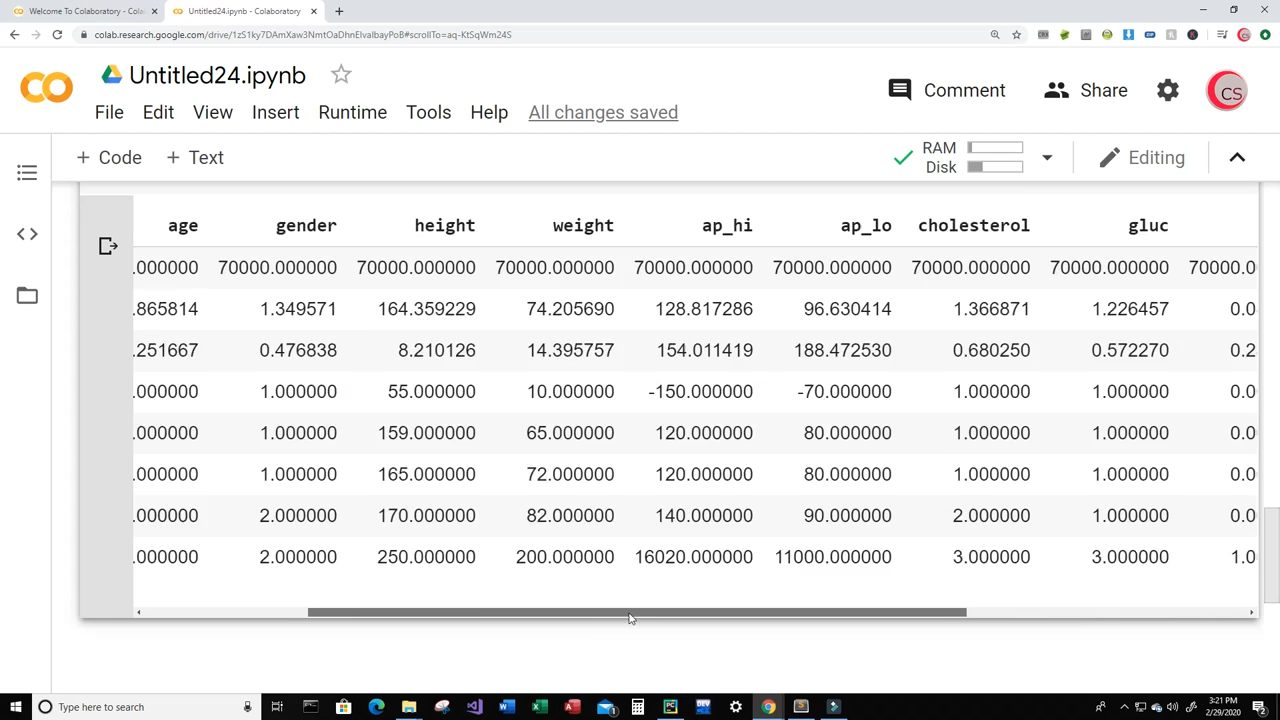 Welcome To Colaboratory - Cola
Untitled24.ipynb - Colaboratory
colab.research.google.com/drive/1zS1ky7DAmXaw3NmtOaDhnElvaIbayPoB#scrollTo=aq-KtSqWm24S
Untitled24.ipynb
Comment
Share
CS
File Edit View Insert Runtime Tools Help All changes saved
+ Code + Text
RAM
Disk
Editing
age gender height weight ap_hi ap_lo cholesterol gluc
.000000 70000.000000 70000.000000 70000.000000 70000.000000 70000.000000 70000.000000 70000.000000 70000.0
.865814 1.349571 164.359229 74.205690 128.817286 96.630414 1.366871 1.226457 0.0
.251667 0.476838 8.210126 14.395757 154.011419 188.472530 0.680250 0.572270 0.2
.000000 1.000000 55.000000 10.000000 -150.000000 -70.000000 1.000000 1.000000 0.0
.000000 1.000000 159.000000 65.000000 120.000000 80.000000 1.000000 1.000000 0.0
.000000 1.000000 165.000000 72.000000 120.000000 80.000000 1.000000 1.000000 0.0
.000000 2.000000 170.000000 82.000000 140.000000 90.000000 2.000000 1.000000 0.0
.000000 2.000000 250.000000 200.000000 16020.000000 11000.000000 3.000000 3.000000 1.0
Type here to search
3:21 PM
2/29/2020